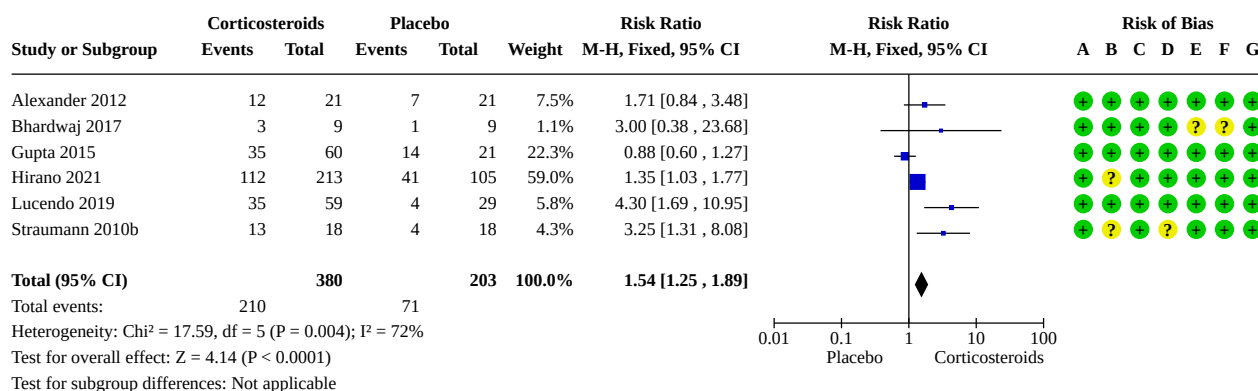 Corticosteroids Placebo Risk Ratio Risk Ratio Risk of Bias
Study or Subgroup Events Total Events Total Weight M-H, Fixed, 95% CI M-H, Fixed, 95% CI A B C D E F G
Alexander 2012 12 21 7 21 7.5% 1.71 [0.84 , 3.48] + + + + + + +
Bhardwaj 2017 3 9 1 9 1.1% 3.00 [0.38 , 23.68] + + + + ? ? +
Gupta 2015 35 60 14 21 22.3% 0.88 [0.60 , 1.27] + + + + + + +
Hirano 2021 112 213 41 105 59.0% 1.35 [1.03 , 1.77] + ? + + + + +
Lucendo 2019 35 59 4 29 5.8% 4.30 [1.69 , 10.95] + + + + + + +
Straumann 2010b 13 18 4 18 4.3% 3.25 [1.31 , 8.08] + ? + ? + + +
Total (95% CI) 380 203 100.0% 1.54 [1.25 , 1.89]
Total events: 210 71
Heterogeneity: Chi² = 17.59, df = 5 (P = 0.004); I² = 72%
0.01 0.1 1 10 100
Test for overall effect: Z = 4.14 (P < 0.0001)
Placebo Corticosteroids
Test for subgroup differences: Not applicable